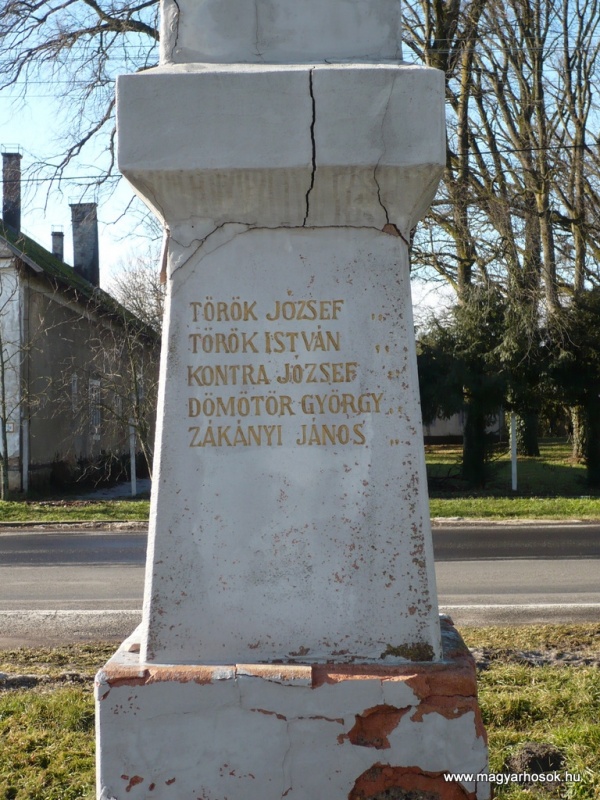 TÖRÖK JÓZSEF „
TÖRÖK ISTVÁN „
KONTRA JÓZSEF „
DÖMÖTÖR GYÖRGY „
ZÁKÁNYI JÁNOS „
www.magyarhosok.hu